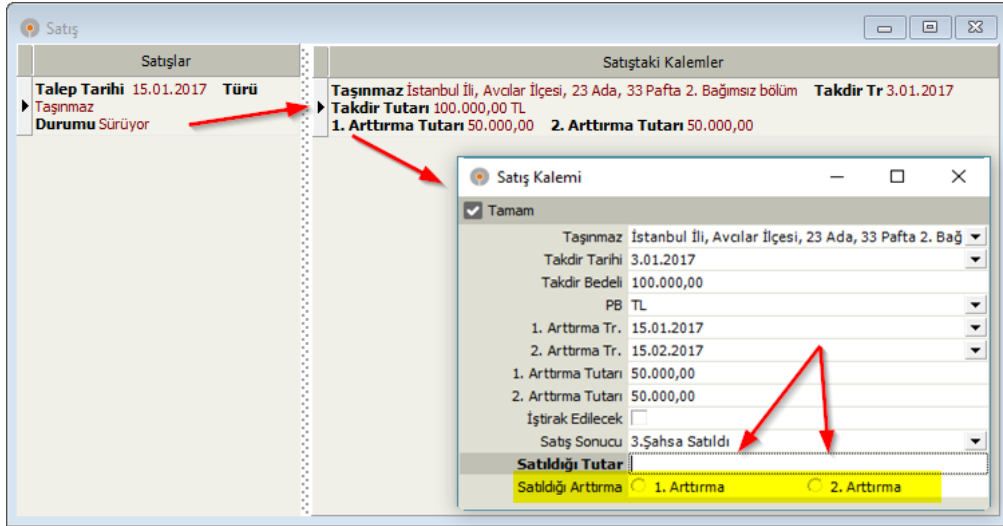 Satış
Satışlar
Talep Tarihi 15.01.2017 Türü
Taşınmaz
Durumu Sürüyor
Satıştaki Kalemler
Taşınmaz İstanbul İli, Avcılar İlçesi, 23 Ada, 33 Pafta 2. Bağımsız bölüm Takdir Tr 3.01.2017
Takdir Tutarı 100.000,00 TL
1. Arttırma Tutarı 50.000,00 2. Arttırma Tutarı 50.000,00
Satış Kalemi
Tamam
Taşınmaz İstanbul İli, Avcılar İlçesi, 23 Ada, 33 Pafta 2. Bağ
Takdir Tarihi 3.01.2017
Takdir Bedeli 100.000,00
PB TL
1. Arttırma Tr. 15.01.2017
2. Arttırma Tr. 15.02.2017
1. Arttırma Tutarı 50.000,00
2. Arttırma Tutarı 50.000,00
İştirak Edilecek
Satış Sonucu 3.Şahsa Satıldı
Satıldığı Tutar
Satıldığı Arttırma 1. Arttırma 2. Arttırma